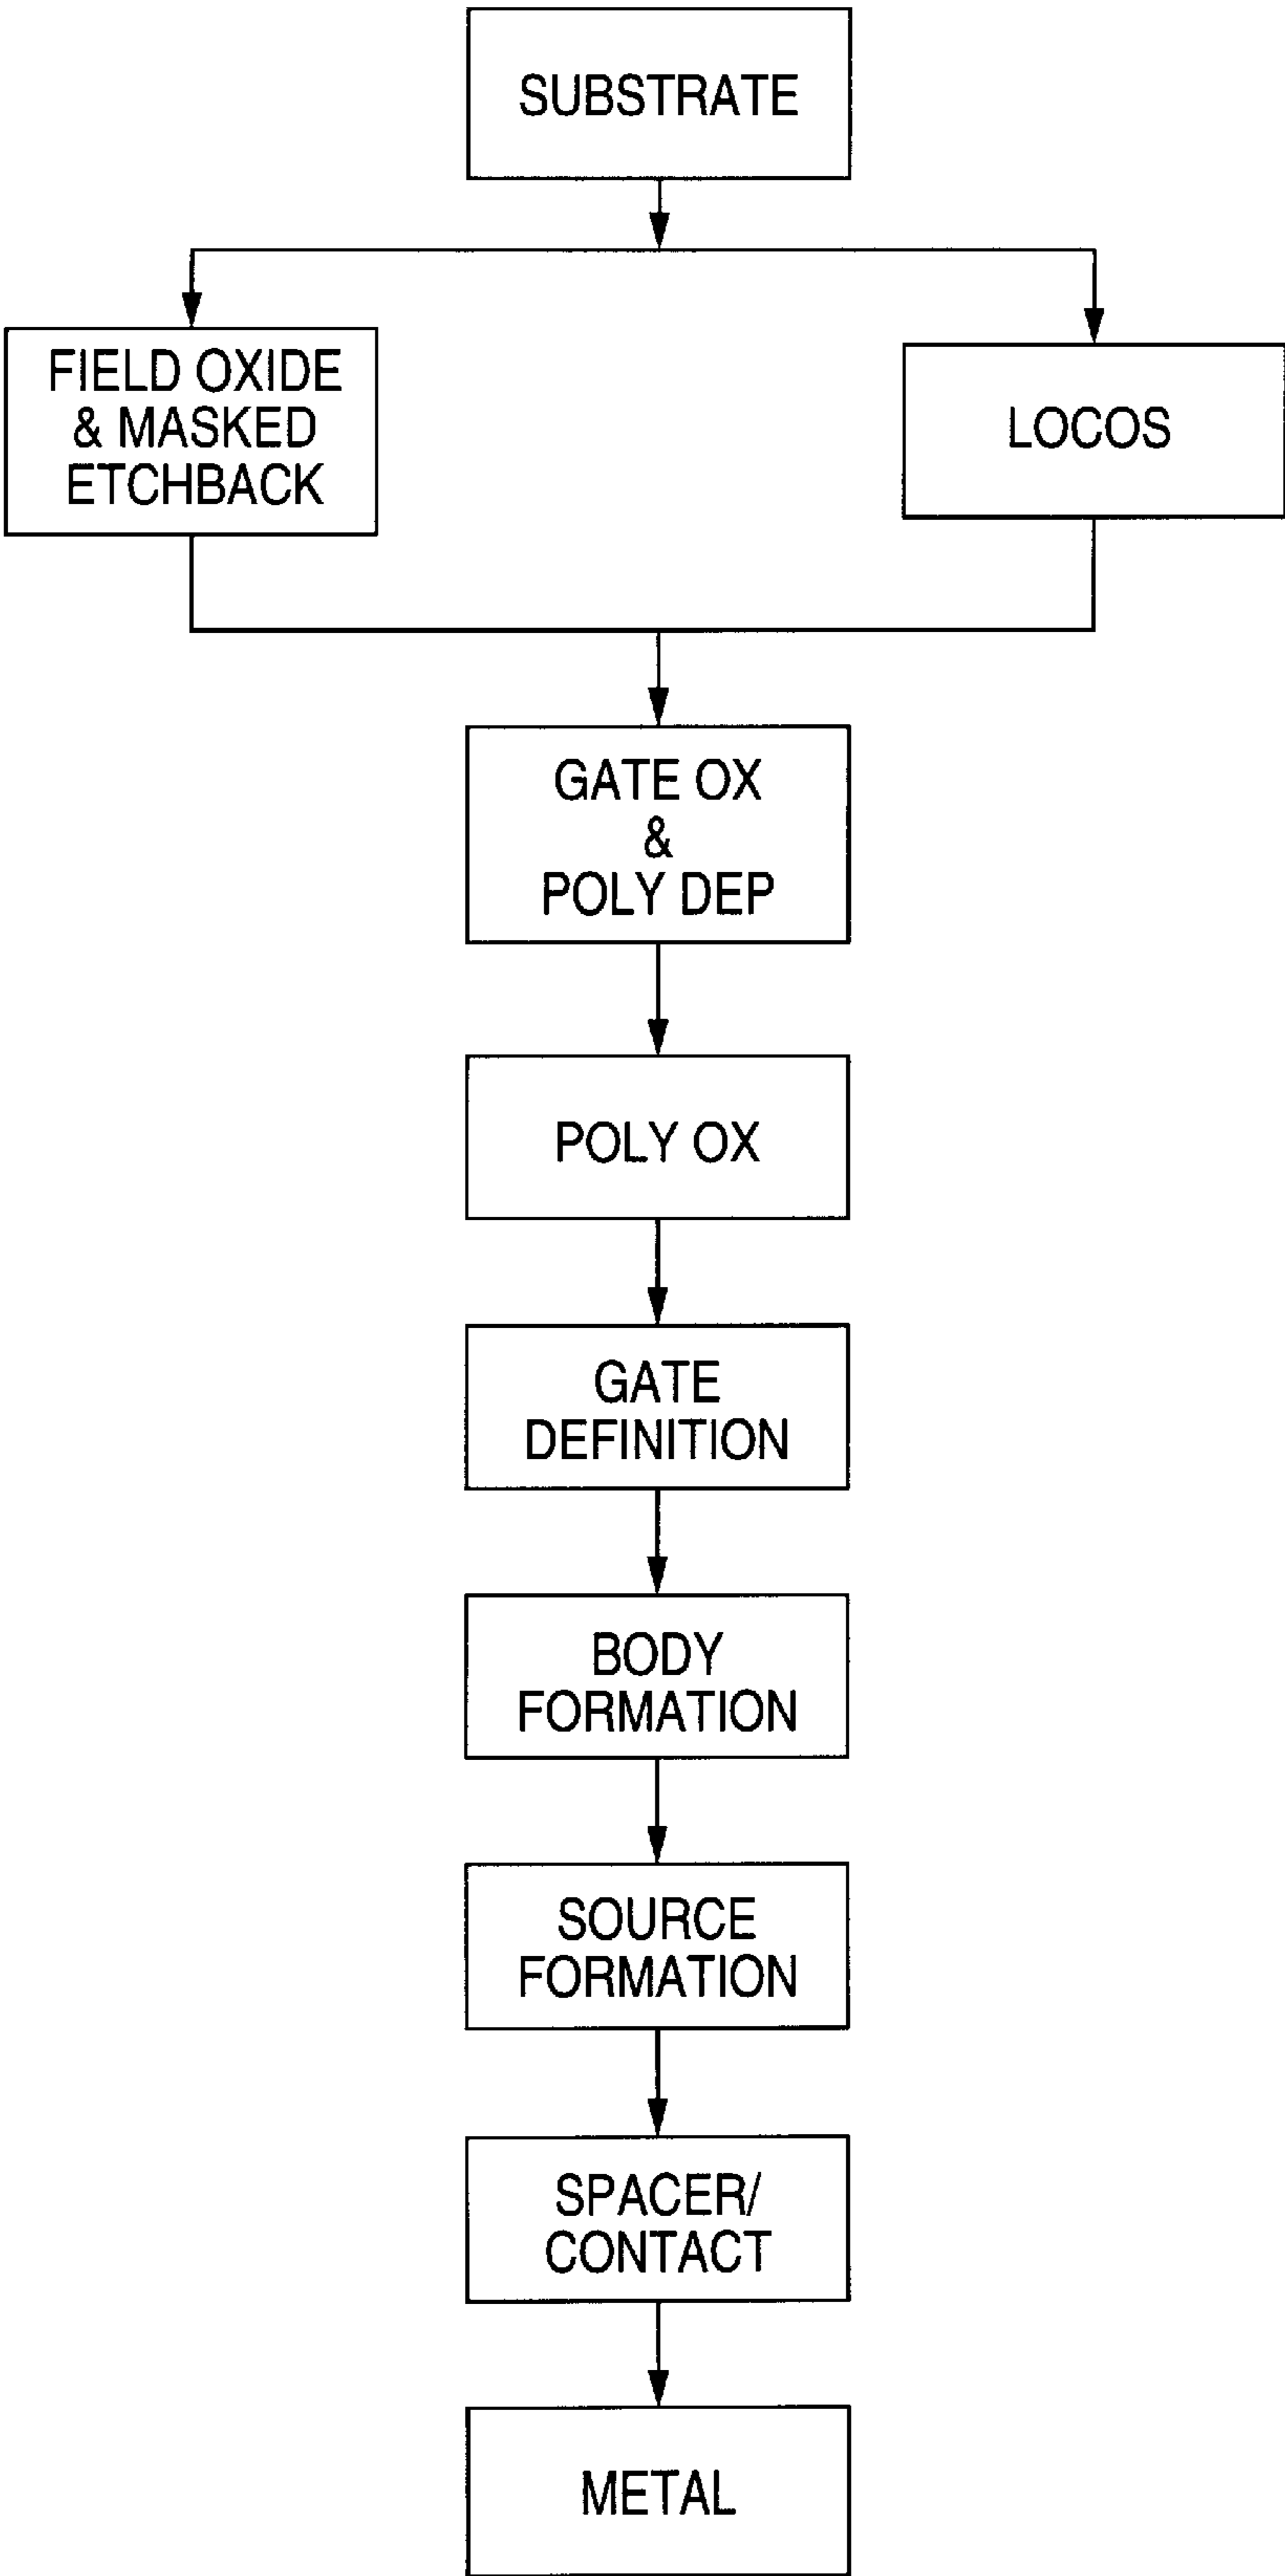 SUBSTRATE
FIELD OXIDE
& MASKED
ETCHBACK
LOCOS
GATE OX
&
POLY DEP
POLY OX
GATE
DEFINITION
BODY
FORMATION
SOURCE
FORMATION
SPACER/
CONTACT
METAL